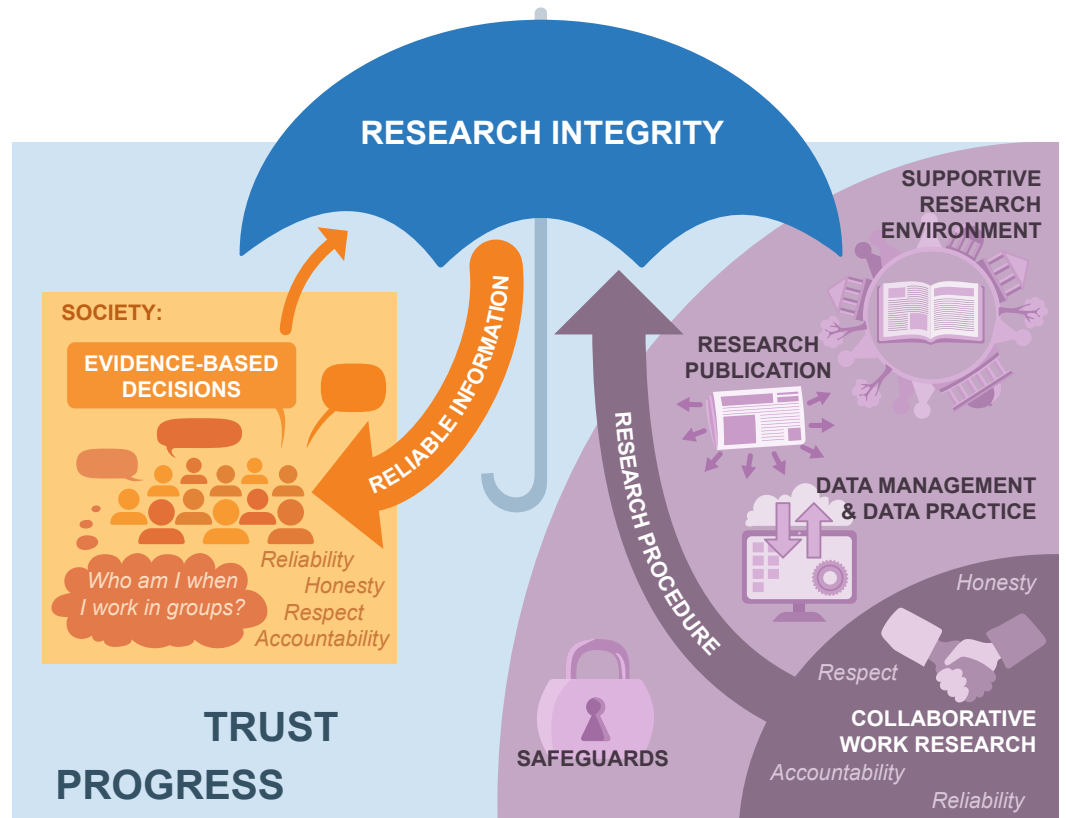 RESEARCH INTEGRITY
SOCIETY:
EVIDENCE-BASED
DECISIONS
RELIABLE INFORMATION
Who am I when
I work in groups?
Reliability
Honesty
Respect
Accountability
TRUST
PROGRESS
RESEARCH PROCEDURE
SUPPORTIVE
RESEARCH
ENVIRONMENT
RESEARCH
PUBLICATION
DATA MANAGEMENT
& DATA PRACTICE
SAFEGUARDS
Honesty
Respect
COLLABORATIVE
WORK RESEARCH
Accountability
Reliability